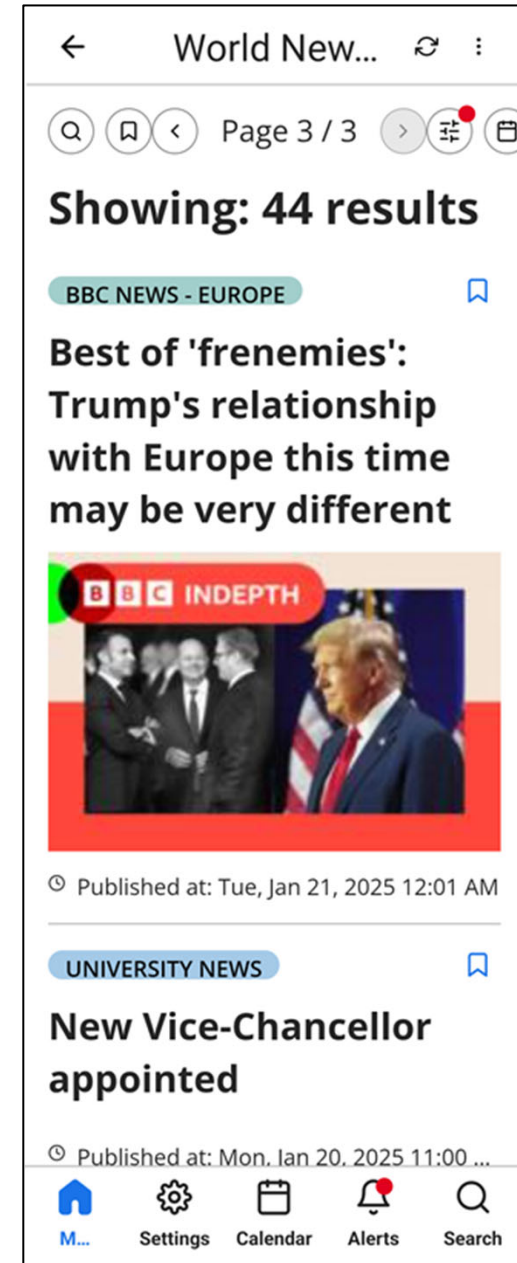 World New...
Page 3 / 3
Showing: 44 results
BBC NEWS - EUROPE
Best of 'frenemies':
Trump's relationship
with Europe this time
may be very different
BBC INDEPTH
Published at: Tue, Jan 21, 2025 12:01 AM
UNIVERSITY NEWS
New Vice-Chancellor
appointed
Published at: Mon, Jan 20, 2025 11:00 ...
M... Settings Calendar Alerts Search